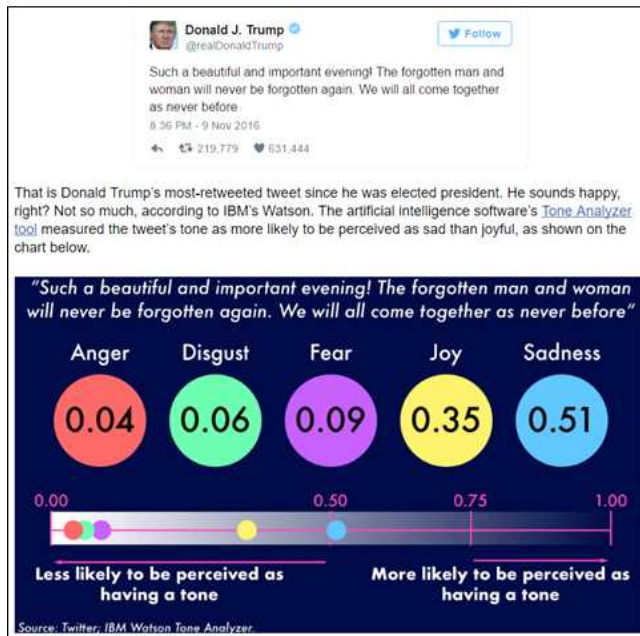 Donald J. Trump
@realDonaldTrump
Follow
Such a beautiful and important evening! The forgotten man and
woman will never be forgotten again. We will all come together
as never before
8:36 PM - 9 Nov 2016
219,779 631,444
That is Donald Trump's most-retweeted tweet since he was elected president. He sounds happy,
right? Not so much, according to IBM's Watson. The artificial intelligence software's Tone Analyzer
tool measured the tweet's tone as more likely to be perceived as sad than joyful, as shown on the
chart below.
"Such a beautiful and important evening! The forgotten man and woman
will never be forgotten again. We will all come together as never before"
Anger Disgust Fear Joy Sadness
0.04 0.06 0.09 0.35 0.51
0.00 0.50 0.75 1.00
Less likely to be perceived as More likely to be perceived as
having a tone having a tone
Source: Twitter; IBM Watson Tone Analyzer.